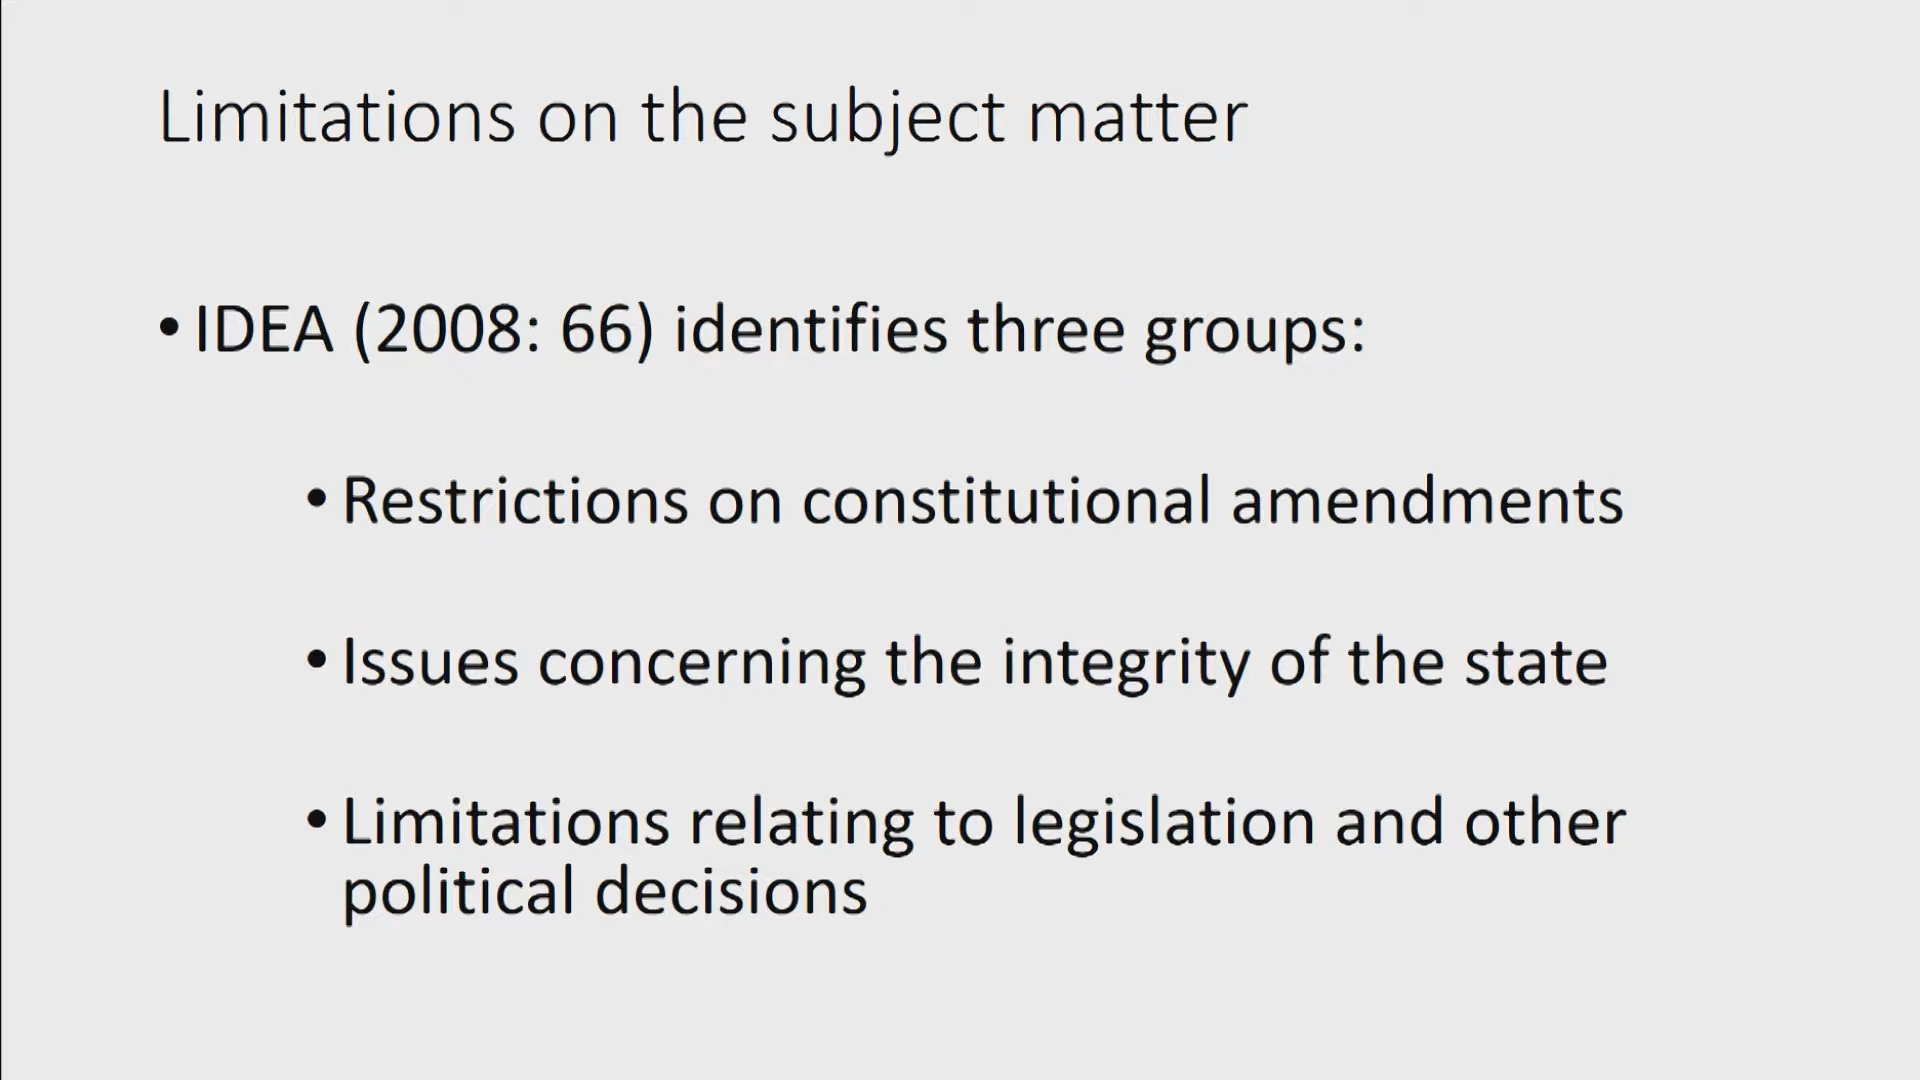 Limitations on the subject matter
• IDEA (2008: 66) identifies three groups:
• Restrictions on constitutional amendments
• Issues concerning the integrity of the state
• Limitations relating to legislation and other
political decisions